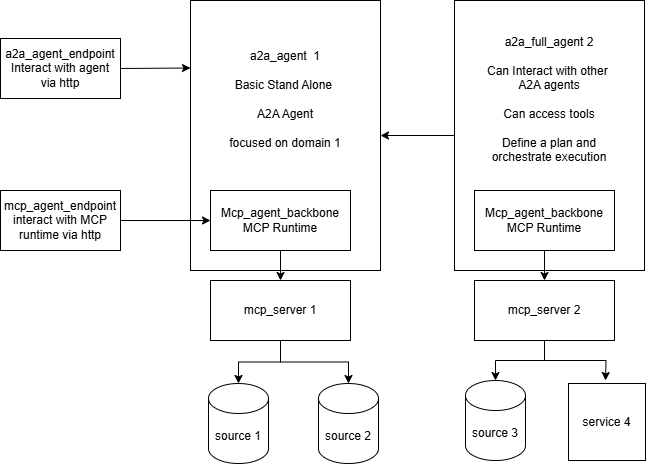 a2a_agent_endpoint
Interact with agent
via http
a2a_agent 1
Basic Stand Alone
A2A Agent
focused on domain 1
a2a_full_agent 2
Can Interact with other
A2A agents
Can access tools
Define a plan and
orchestrate execution
mcp_agent_endpoint
interact with MCP
runtime via http
Mcp_agent_backbone
MCP Runtime
Mcp_agent_backbone
MCP Runtime
mcp_server 1
mcp_server 2
source 1
source 2
source 3
service 4